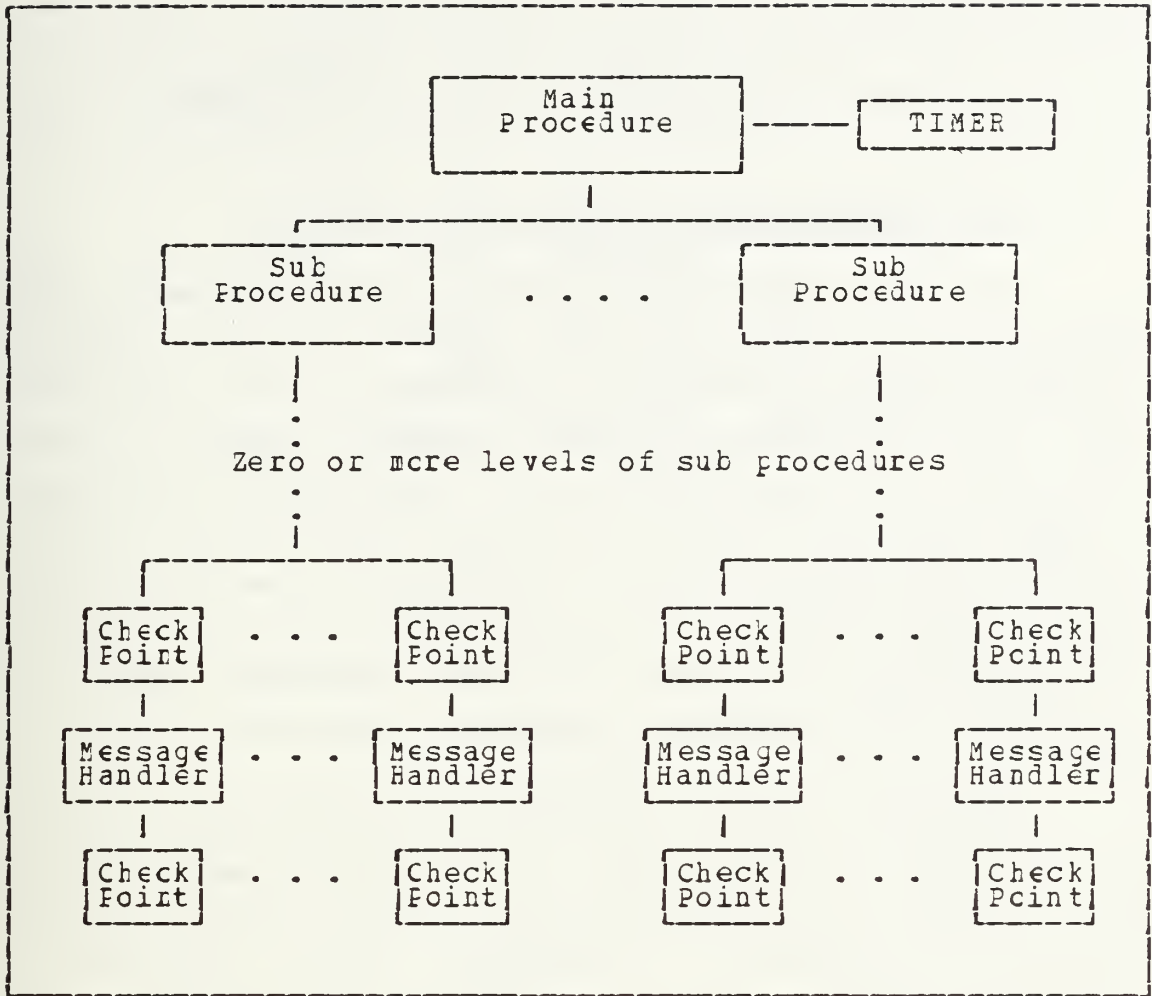 Main
Procedure
TIMER
Sub
Procedure
. . . .
Sub
Procedure
Zero or more levels of sub procedures
Check
Point
. . .
Check
Point
Check
Point
. . .
Check
Point
Message
Handler
. . .
Message
Handler
Message
Handler
. . .
Message
Handler
Check
Point
. . .
Check
Point
Check
Point
. . .
Check
Point